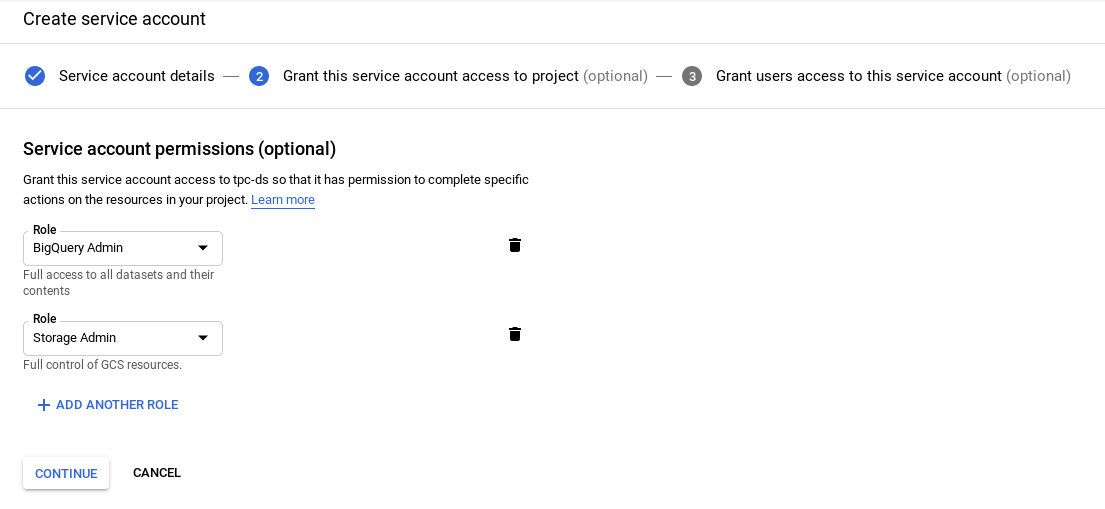 Create service account
Service account details — 2 Grant this service account access to project (optional) — 3 Grant users access to this service account (optional)
Service account permissions (optional)
Grant this service account access to tpc-ds so that it has permission to complete specific
actions on the resources in your project. Learn more
Role
BigQuery Admin
Full access to all datasets and their
contents
Role
Storage Admin
Full control of GCS resources.
+ ADD ANOTHER ROLE
CONTINUE CANCEL